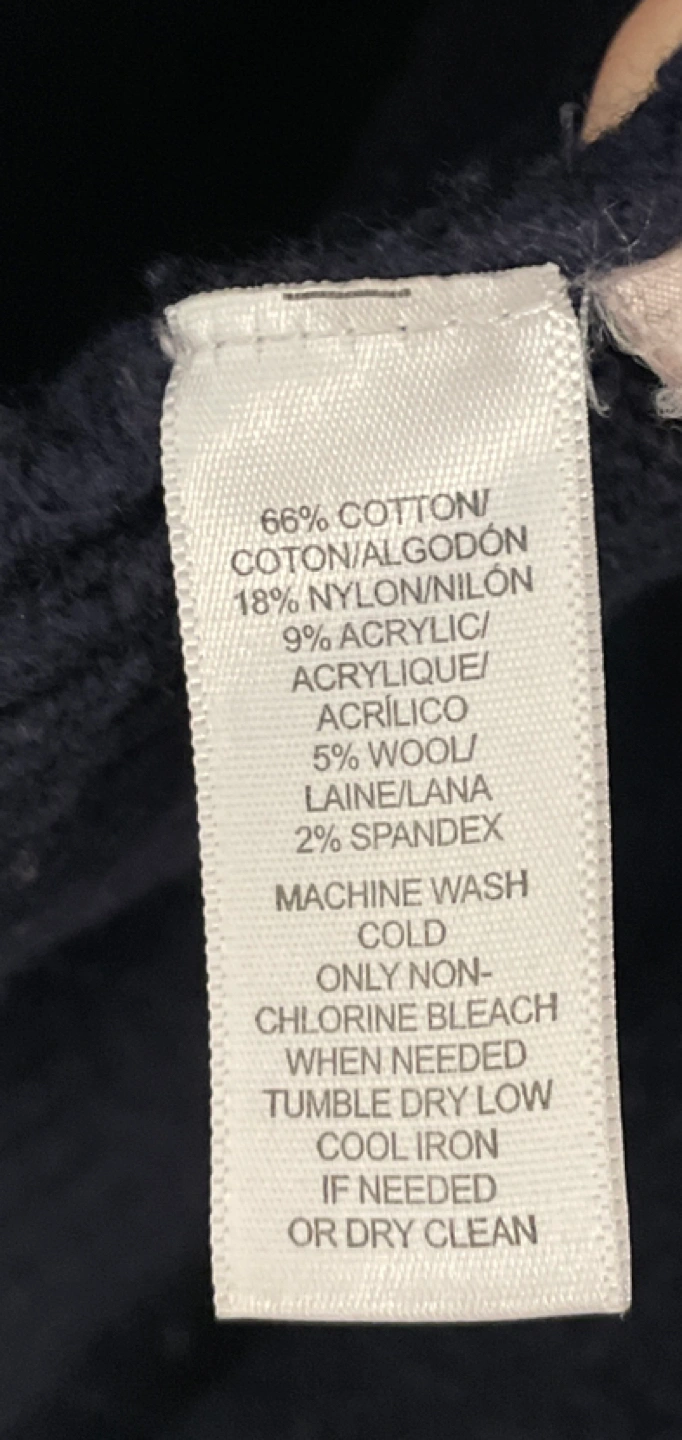 66% COTTON/
COTON/ALGODÓN
18% NYLON/NILÓN
9% ACRYLIC/
ACRYLIQUE/
ACRÍLICO
5% WOOL/
LAINE/LANA
2% SPANDEX
MACHINE WASH
COLD
ONLY NON-
CHLORINE BLEACH
WHEN NEEDED
TUMBLE DRY LOW
COOL IRON
IF NEEDED
OR DRY CLEAN